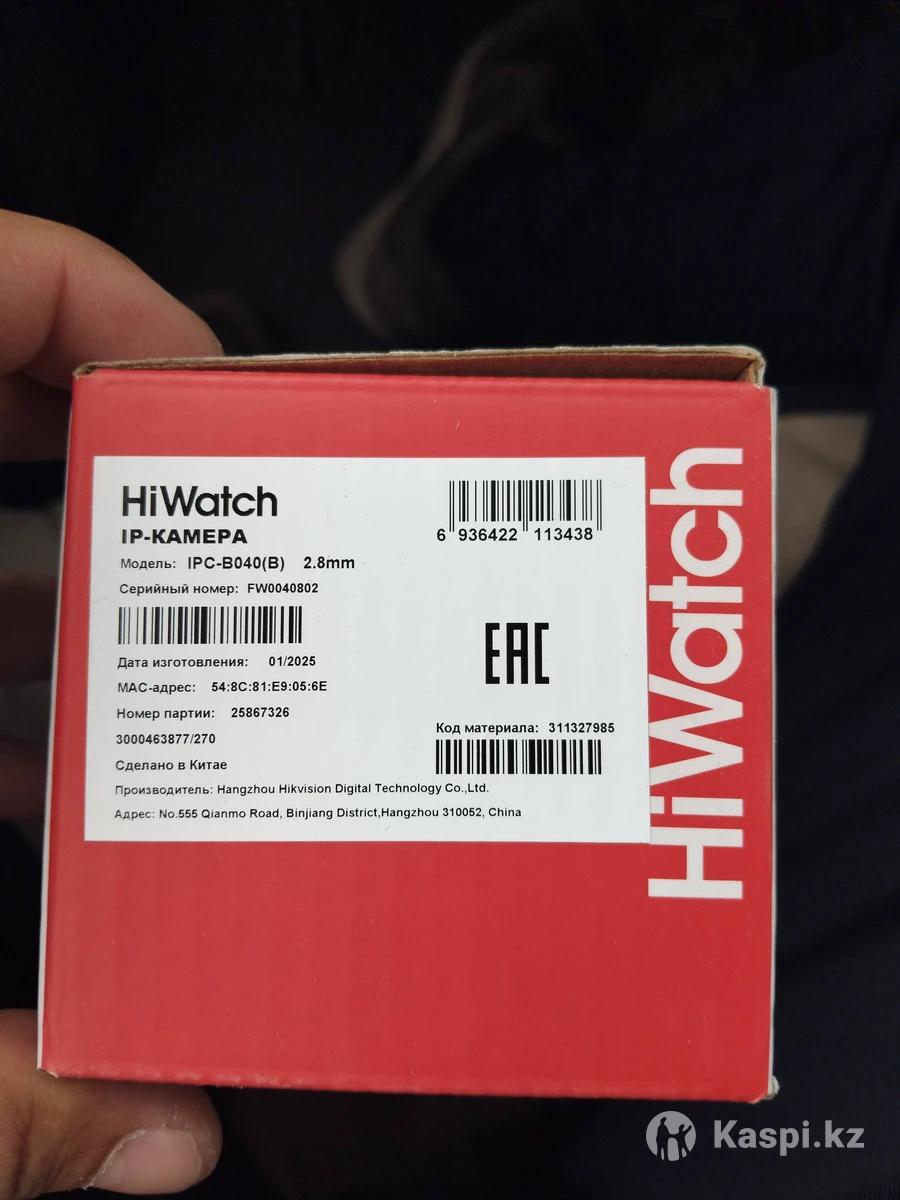 HiWatch
IP-КАМЕРА
Модель: IPC-B040(B) 2.8mm
Серийный номер: FW0040802
6 936422 113438
EAC
Дата изготовления: 01/2025
MAC-адрес: 54:8C:81:E9:05:6E
Номер партии: 25867326
3000463877/270
Код материала: 311327985
Сделано в Китае
Производитель: Hangzhou Hikvision Digital Technology Co.,Ltd.
Адрес: No.555 Qianmo Road, Binjiang District,Hangzhou 310052, China
HiWatch
Kaspi.kz